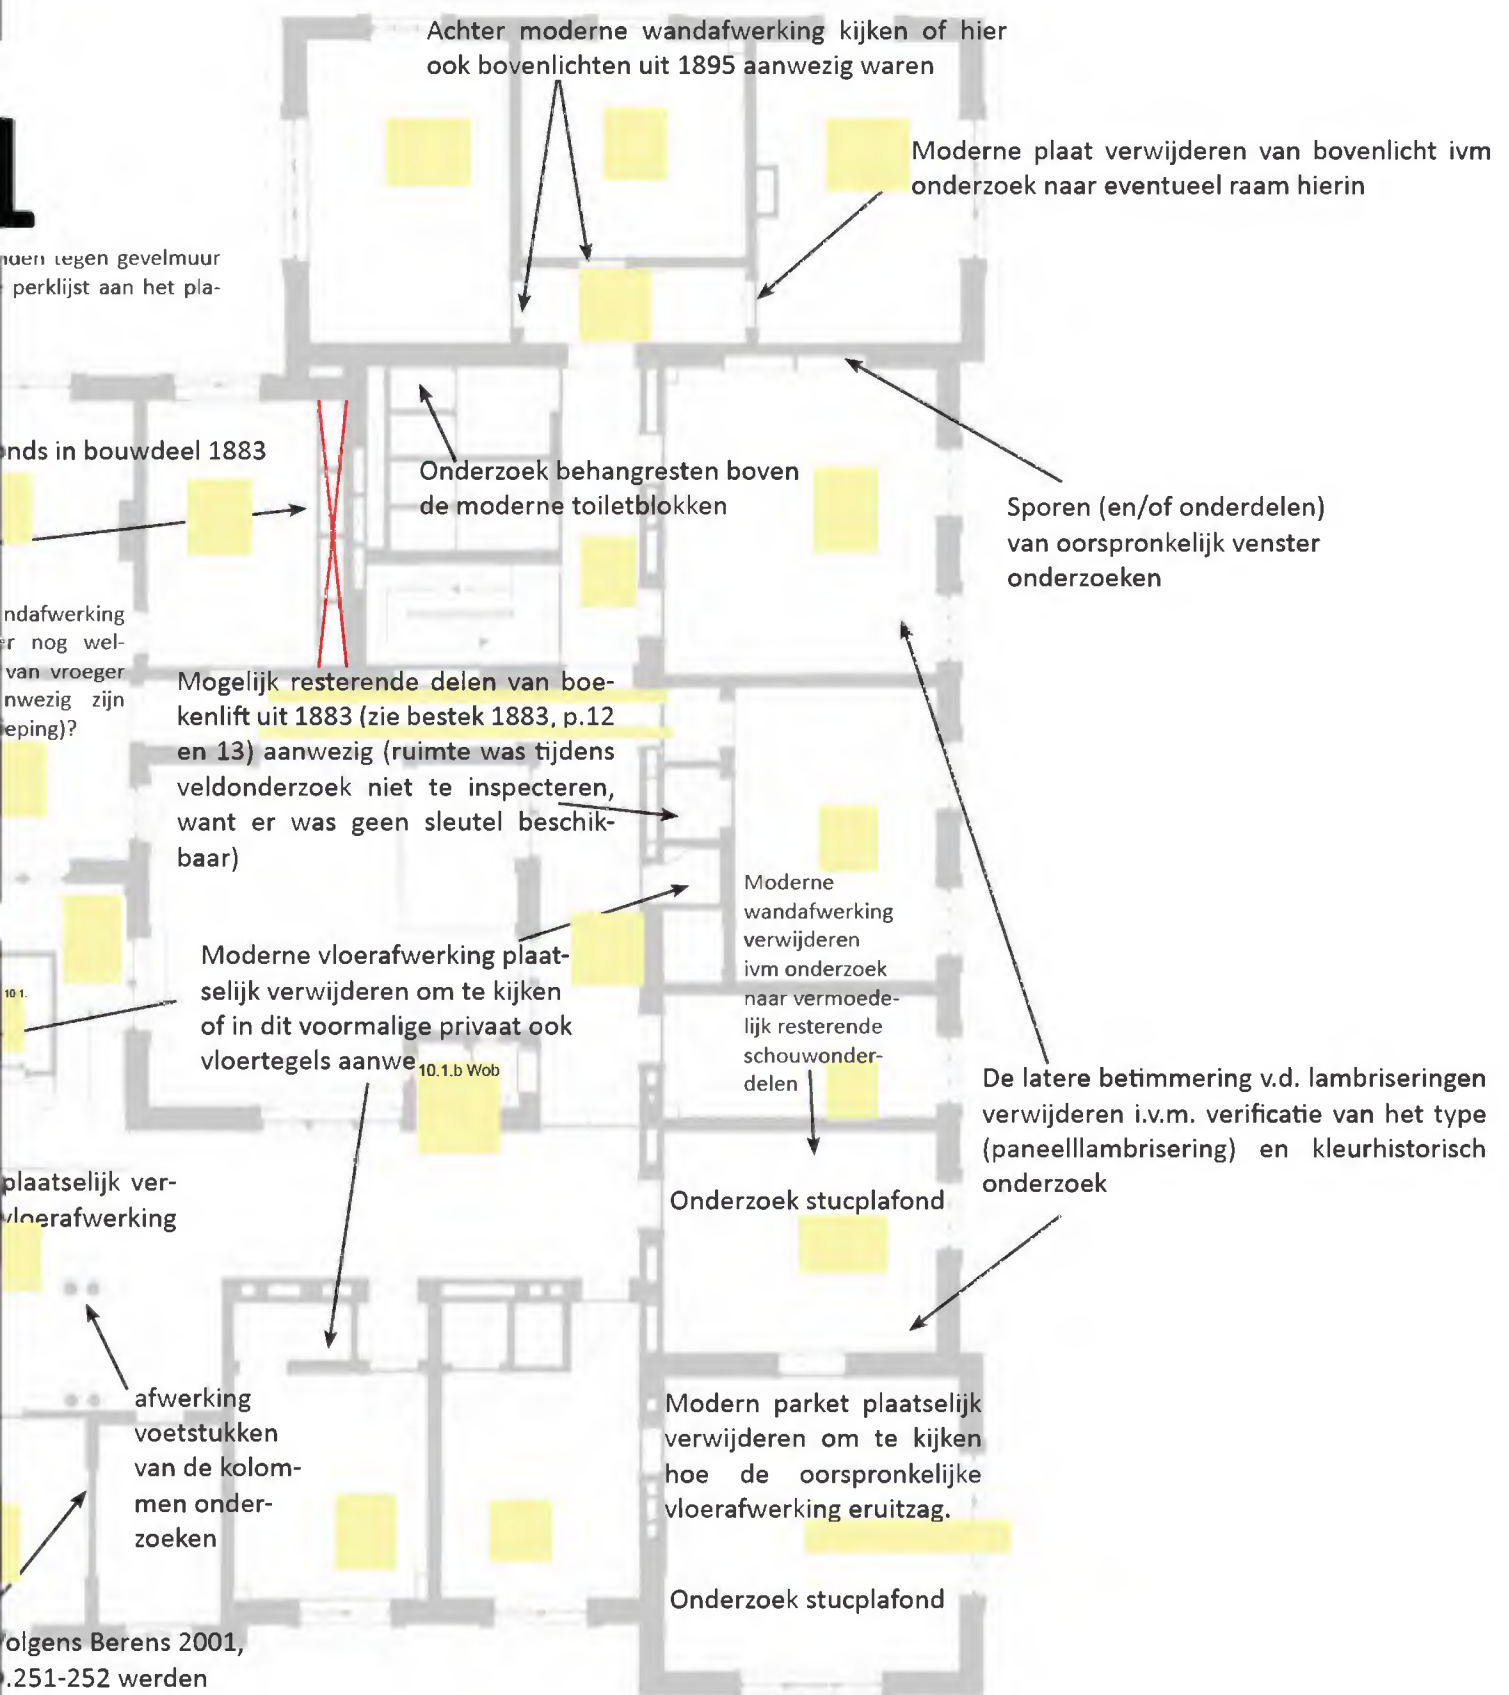 Achter moderne wandafwerking kijken of hier
ook bovenlichten uit 1895 aanwezig waren
Moderne plaat verwijderen van bovenlicht ivm
onderzoek naar eventueel raam hierin
1
tegen gevelmuur
perklijst aan het pla-
nds in bouwdeel 1883
Onderzoek behangresten boven
de moderne toiletblokken
Sporen (en/of onderdelen)
van oorspronkelijk venster
onderzoeken
ndafwerking
er nog wel-
van vroeger
nwezig zijn
eping)?
Mogelijk resterende delen van boe-
kenlift uit 1883 (zie bestek 1883, p.12
en 13) aanwezig (ruimte was tijdens
veldonderzoek niet te inspecteren,
want er was geen sleutel beschik-
baar)
Moderne
wandafwerking
verwijderen
ivm onderzoek
naar vermoede-
lijk resterende
schouwonder-
delen
Moderne vloerafwerking plaat-
selijk verwijderen om te kijken
of in dit voormalige privaat ook
vloertegels aanwe
10.1.b Wob
10.1.
De latere betimmering v.d. lambriseringen
verwijderen i.v.m. verificatie van het type
(paneelllambrisering) en kleurhistorisch
onderzoek
plaatselijk ver-
vloerafwerking
Onderzoek stucplafond
afwerking
voetstukken
van de kolom-
men onder-
zoeken
Modern parket plaatselijk
verwijderen om te kijken
hoe de oorspronkelijke
vloerafwerking eruitzag.
Onderzoek stucplafond
olgens Berens 2001,
.251-252 werden